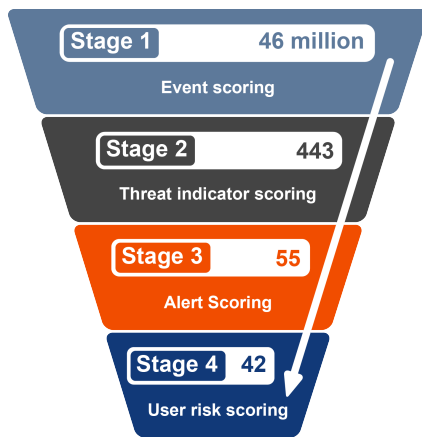 Stage 1 46 million
Event scoring
Stage 2 443
Threat indicator scoring
Stage 3 55
Alert Scoring
Stage 4 42
User risk scoring